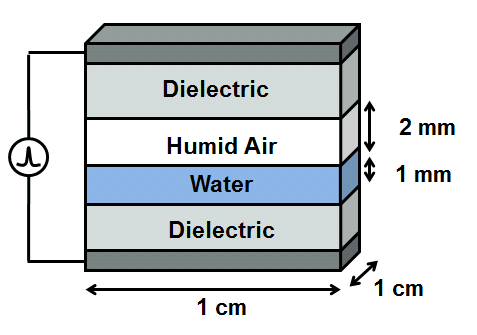 Dielectric
Humid Air
2 mm
Water
1 mm
Dielectric
1 cm
1 cm